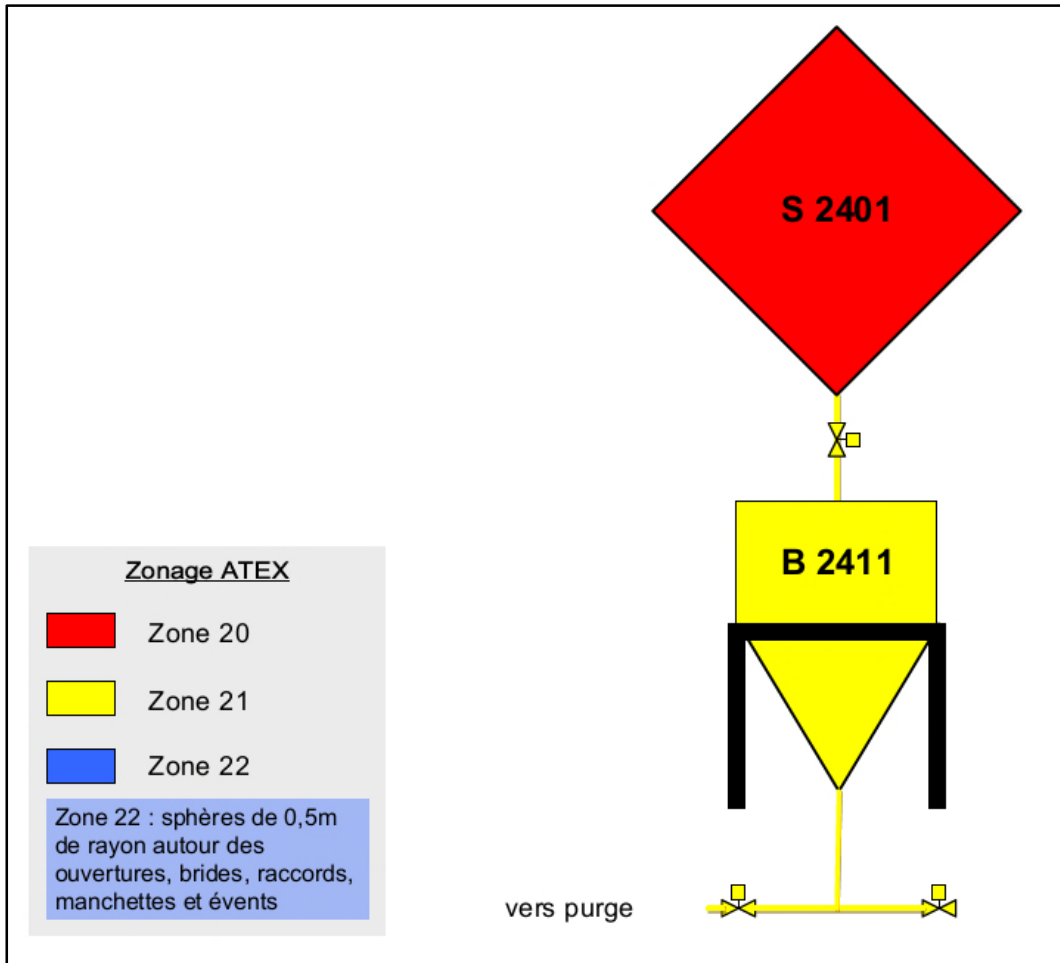 S 2401
B 2411
Zonage ATEX
Zone 20
Zone 21
Zone 22
Zone 22 : sphères de 0,5m
de rayon autour des
ouvertures, brides, raccords,
manchettes et évents
vers purge